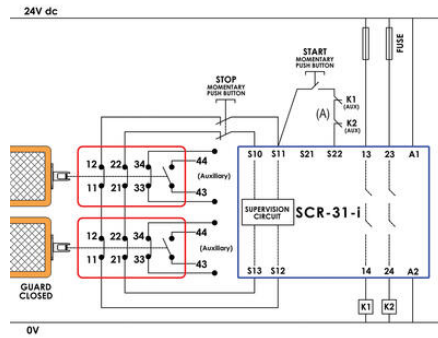 24V dc
START
MOMENTARY
PUSH BUTTON
FUSE
STOP
MOMENTARY
PUSH BUTTON
K1
(AUX)
(A)
K2
(AUX)
12 22 34 44
(Auxiliary)
11 21 33 43
S10 S11 S21 S22 13 23 A1
SUPERVISION
CIRCUIT
SCR-31-i
12 22 34 44
(Auxiliary)
11 21 33 43
S13 S12 14 24 A2
GUARD
CLOSED
K1 K2
0V